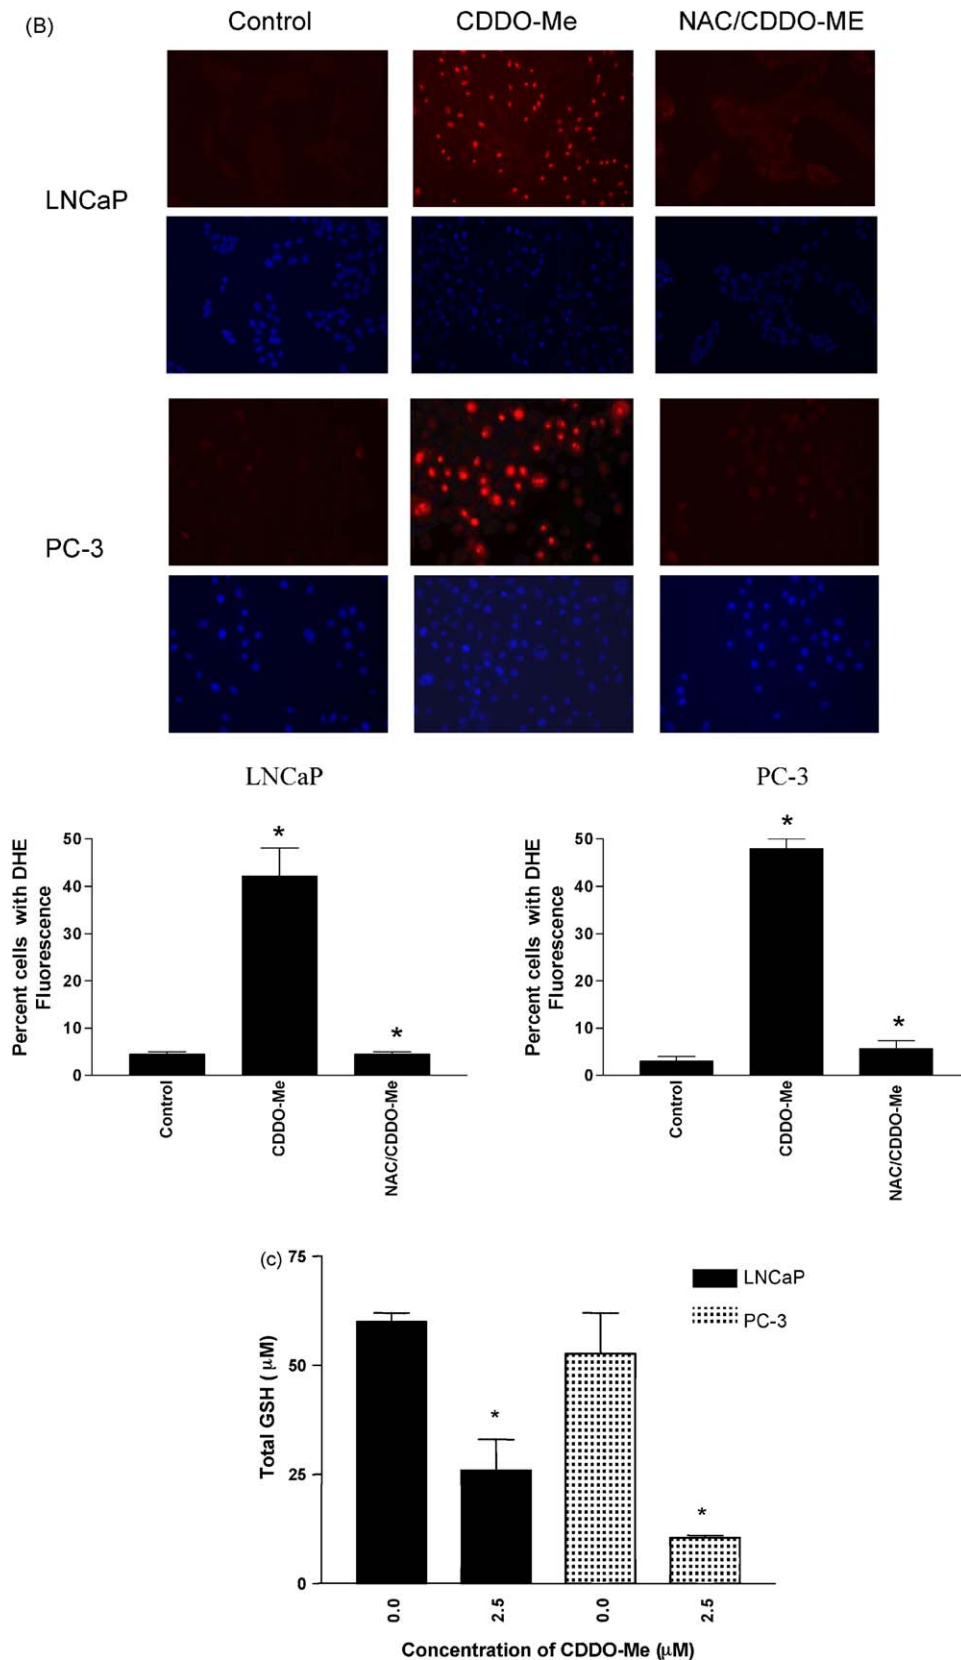 (B)
Control CDDO-Me NAC/CDDO-ME
LNCaP
PC-3
LNCaP
Percent cells with DHE
Fluorescence
50
40
30
20
10
0
*
*
Control
CDDO-Me
NAC/CDDO-Me
PC-3
Percent cells with DHE
Fluorescence
50
40
30
20
10
0
*
*
Control
CDDO-Me
NAC/CDDO-Me
(c)
Total GSH (μM)
75
50
25
0
LNCaP
PC-3
*
*
0.0
2.5
0.0
2.5
Concentration of CDDO-Me (μM)